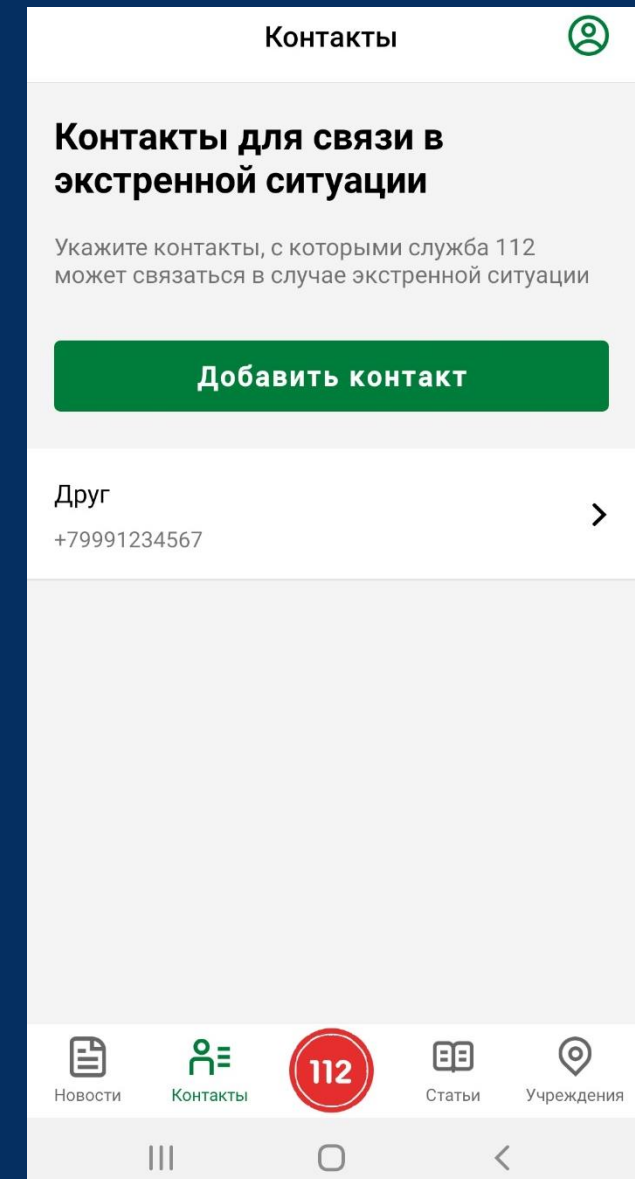 Контакты
Контакты для связи в
экстренной ситуации
Укажите контакты, с которыми служба 112
может связаться в случае экстренной ситуации
Добавить контакт
Друг
+79991234567
Новости
Контакты
112
Статьи
Учреждения